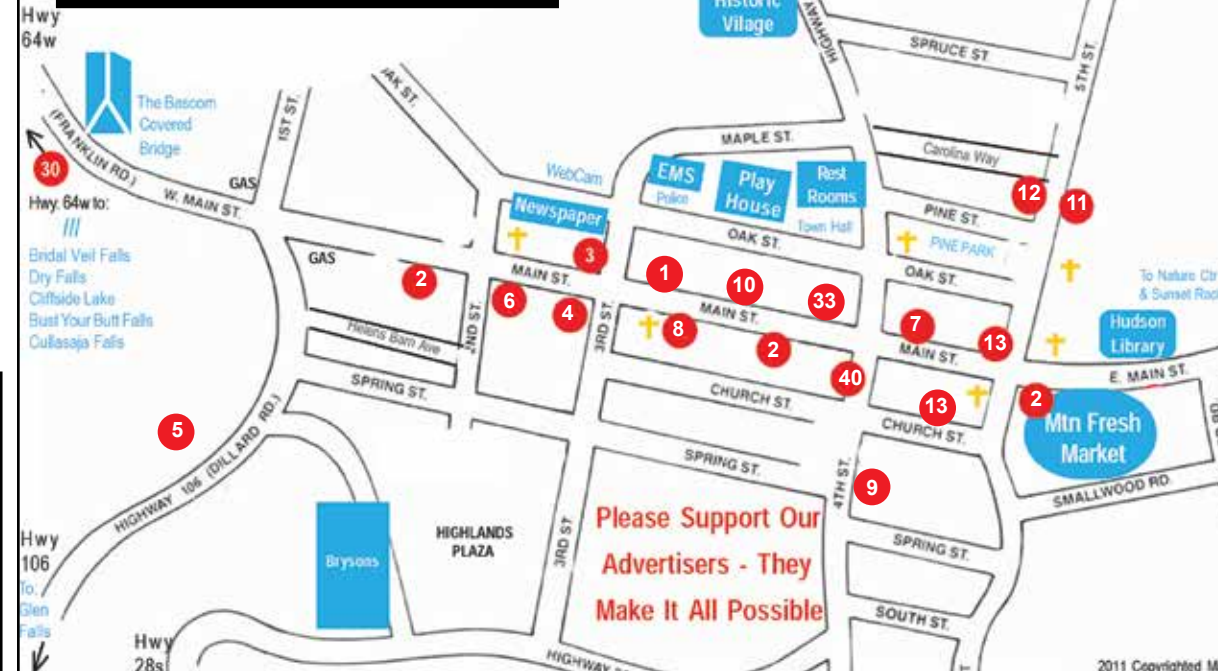 Hwy
64w
Historic
Vilage
HIGHWAY
SPRUCE ST.
5TH ST.
The Bascom
Covered
Bridge
1ST ST.
MAPLE ST.
Carolina Way
(FRANKLIN RD.)
30
GAS
W. MAIN ST.
WebCam
EMS
Police
Play
House
Rest
Rooms
Town Hall
12
11
PINE ST.
Hwy. 64w to:
///
Bridal Veil Falls
Dry Falls
Cliffside Lake
Bust Your Butt Falls
Cullasaja Falls
Newspaper
OAK ST.
PINE PARK
GAS
2
3
MAIN ST.
6
4
1
10
33
OAK ST.
To Nature Ctr
Hudson
Library
2ND ST.
3RD ST.
Helens Barn Ave
MAIN ST.
8
2
7
13
MAIN ST.
E. MAIN ST.
SPRING ST.
40
CHURCH ST.
13
CHURCH ST.
2
Mtn Fresh
Market
5
HIGHWAY 106 (DILLARD RD.)
SPRING ST.
4TH ST.
9
SMALLWOOD RD.
Hwy
106
To:
Glen
Falls
Brysons
HIGHLANDS
PLAZA
3RD ST
Please Support Our
Advertisers - They
Make It All Possible
SPRING ST.
SOUTH ST.
Hwy
28s
HIGHWAY
2011 Copyrighted